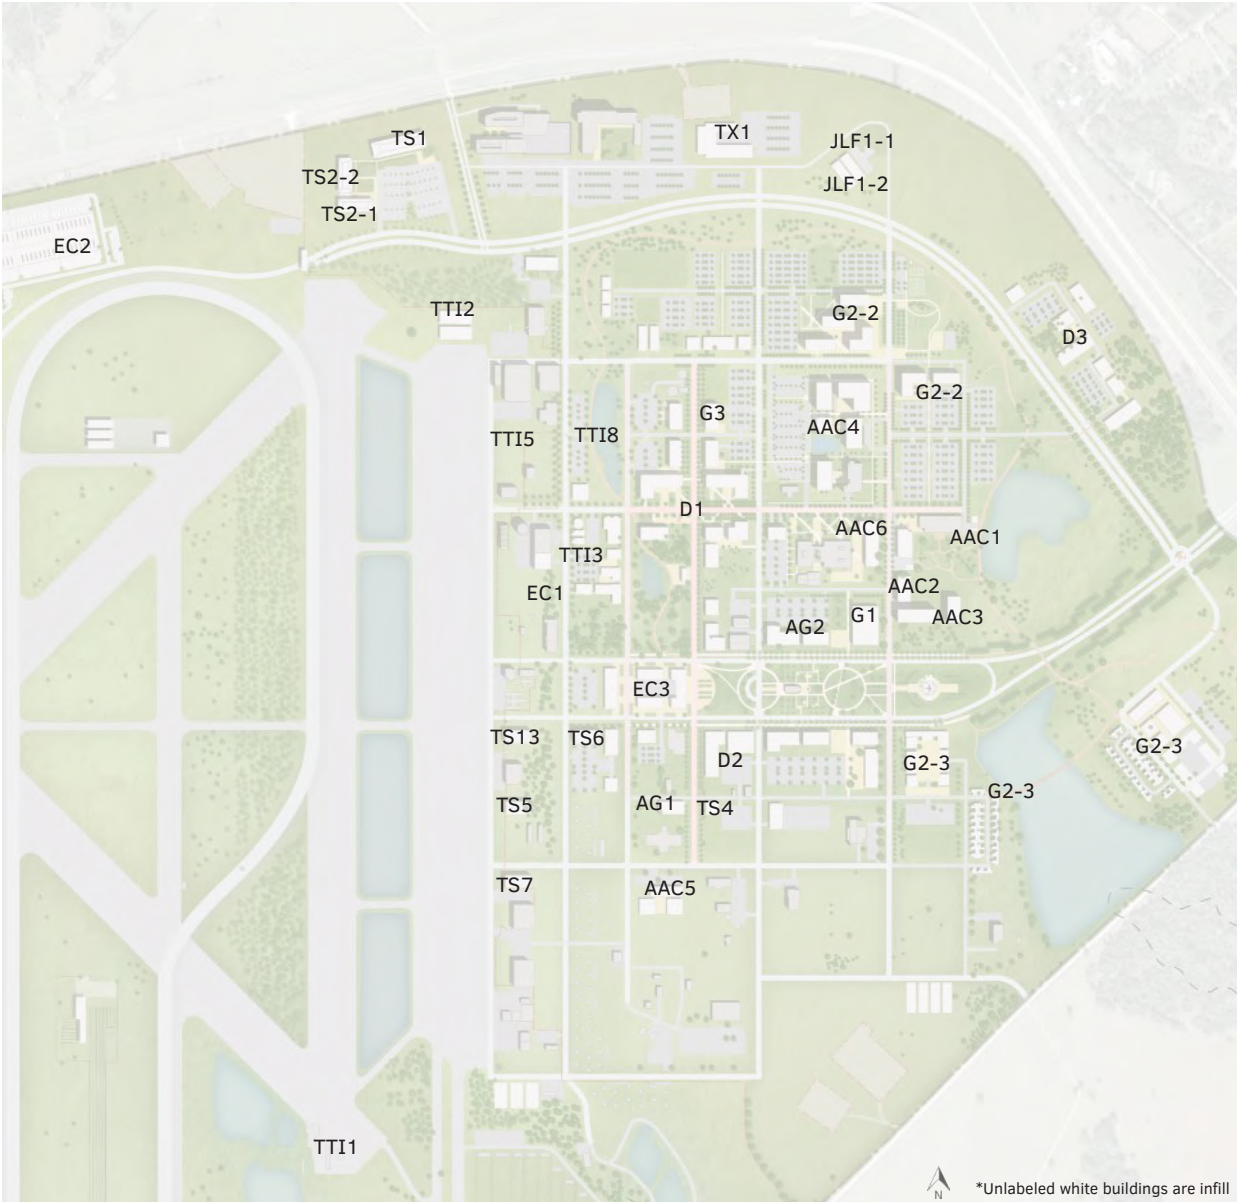 TS1
TX1
JLF1-1
TS2-2
JLF1-2
TS2-1
EC2
TTI2
G2-2
D3
G2-2
G3
AAC4
TTI5
TTI8
D1
AAC6
AAC1
TTI3
AAC2
EC1
G1
AAC3
AG2
EC3
TS13
TS6
G2-3
D2
G2-3
G2-3
TS5
AG1
TS4
TS7
AAC5
TTI1
N
*Unlabeled white buildings are infill